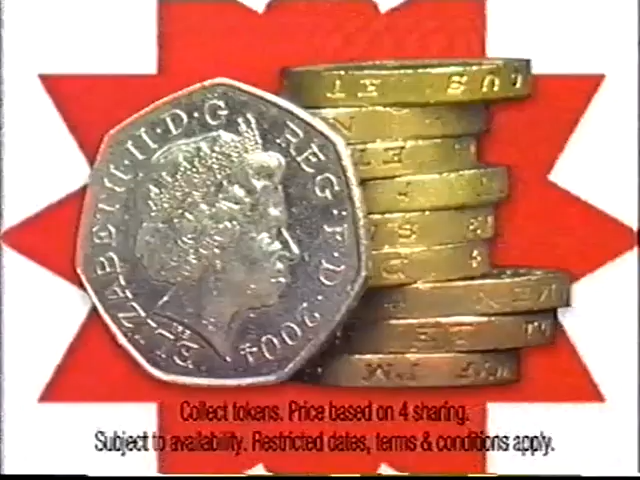 ELIZABETH·II·D·G REG·F·D·2004
Collect tokens. Price based on 4 sharing.
Subject to availability. Restricted dates, terms & conditions apply.